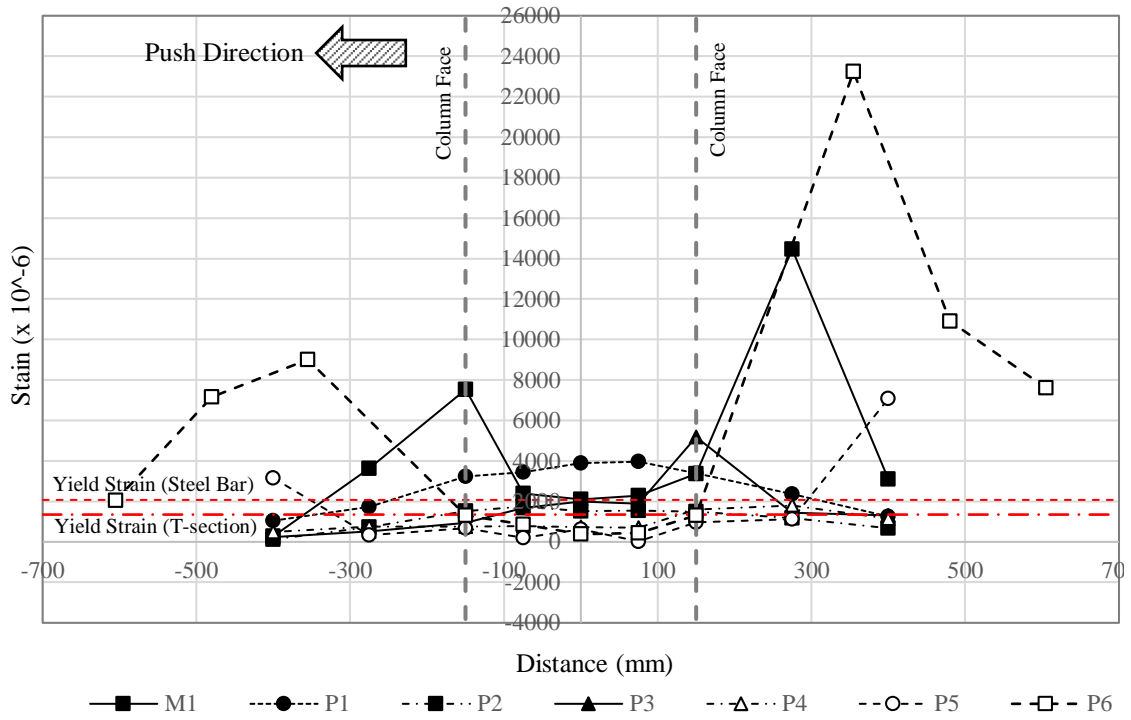 26000
24000
22000
20000
18000
16000
14000
12000
10000
8000
6000
4000
2000
0
-2000
-4000
Push Direction
Column Face
Column Face
Stain (x 10^-6)
Yield Strain (Steel Bar)
Yield Strain (T-section)
-700 -500 -300 -100 100 300 500 70
Distance (mm)
M1 P1 P2 P3 P4 P5 P6